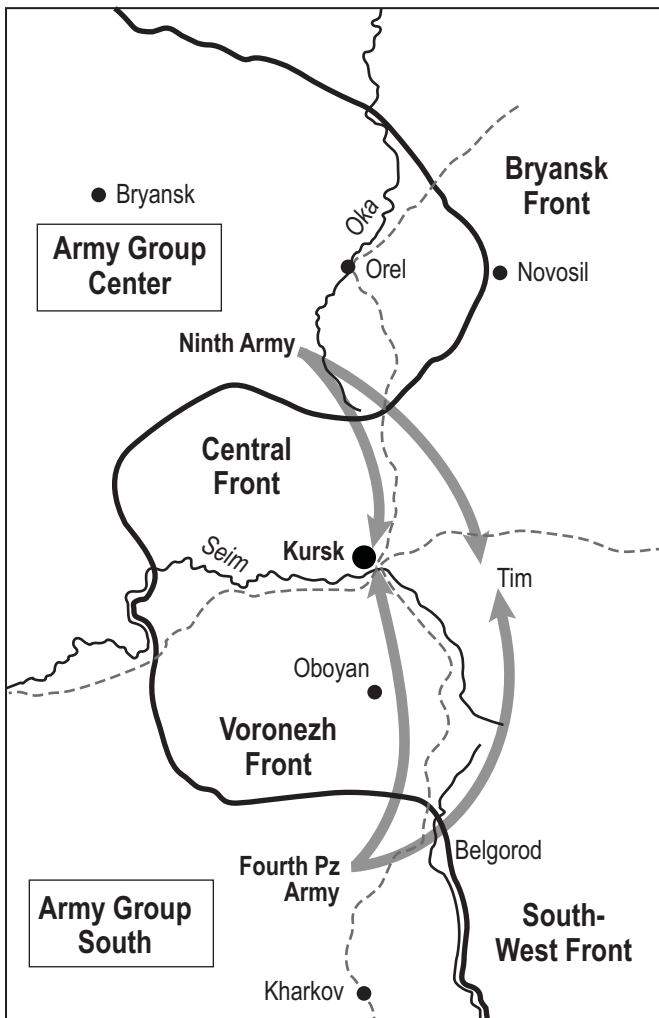 Bryansk
Front
Bryansk
Oka
Army Group
Center
Orel
Novosil
Ninth Army
Central
Front
Seim
Kursk
Tim
Oboyan
Voronezh
Front
Belgorod
Fourth Pz
Army
Army Group
South
South-
West Front
Kharkov